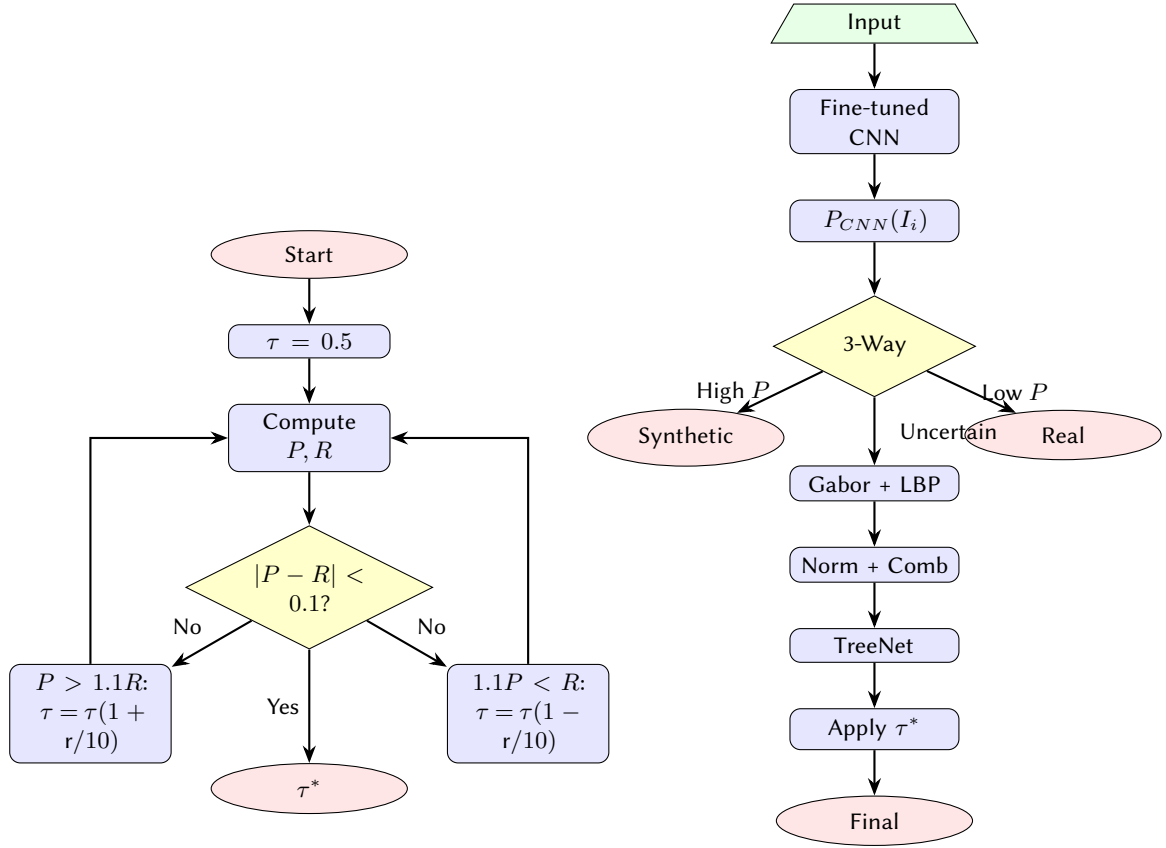 Start
τ = 0.5
Compute
P, R
|P − R| <
0.1?
No
No
P > 1.1R:
τ = τ(1 +
r/10)
Yes
1.1P < R:
τ = τ(1 −
r/10)
τ*
Input
Fine-tuned
CNN
P_{CNN}(I_i)
3-Way
High P
Low P
Synthetic
Uncertain
Real
Gabor + LBP
Norm + Comb
TreeNet
Apply τ*
Final